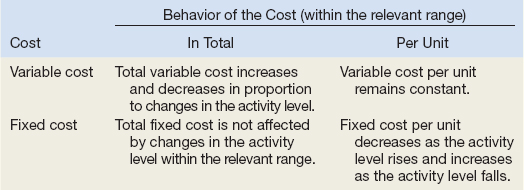 Behavior of the Cost (within the relevant range)
Cost In Total Per Unit
Variable cost Total variable cost increases Variable cost per unit
and decreases in proportion remains constant.
to changes in the activity level.
Fixed cost Total fixed cost is not affected Fixed cost per unit
by changes in the activity decreases as the activity
level within the relevant range. level rises and increases
as the activity level falls.